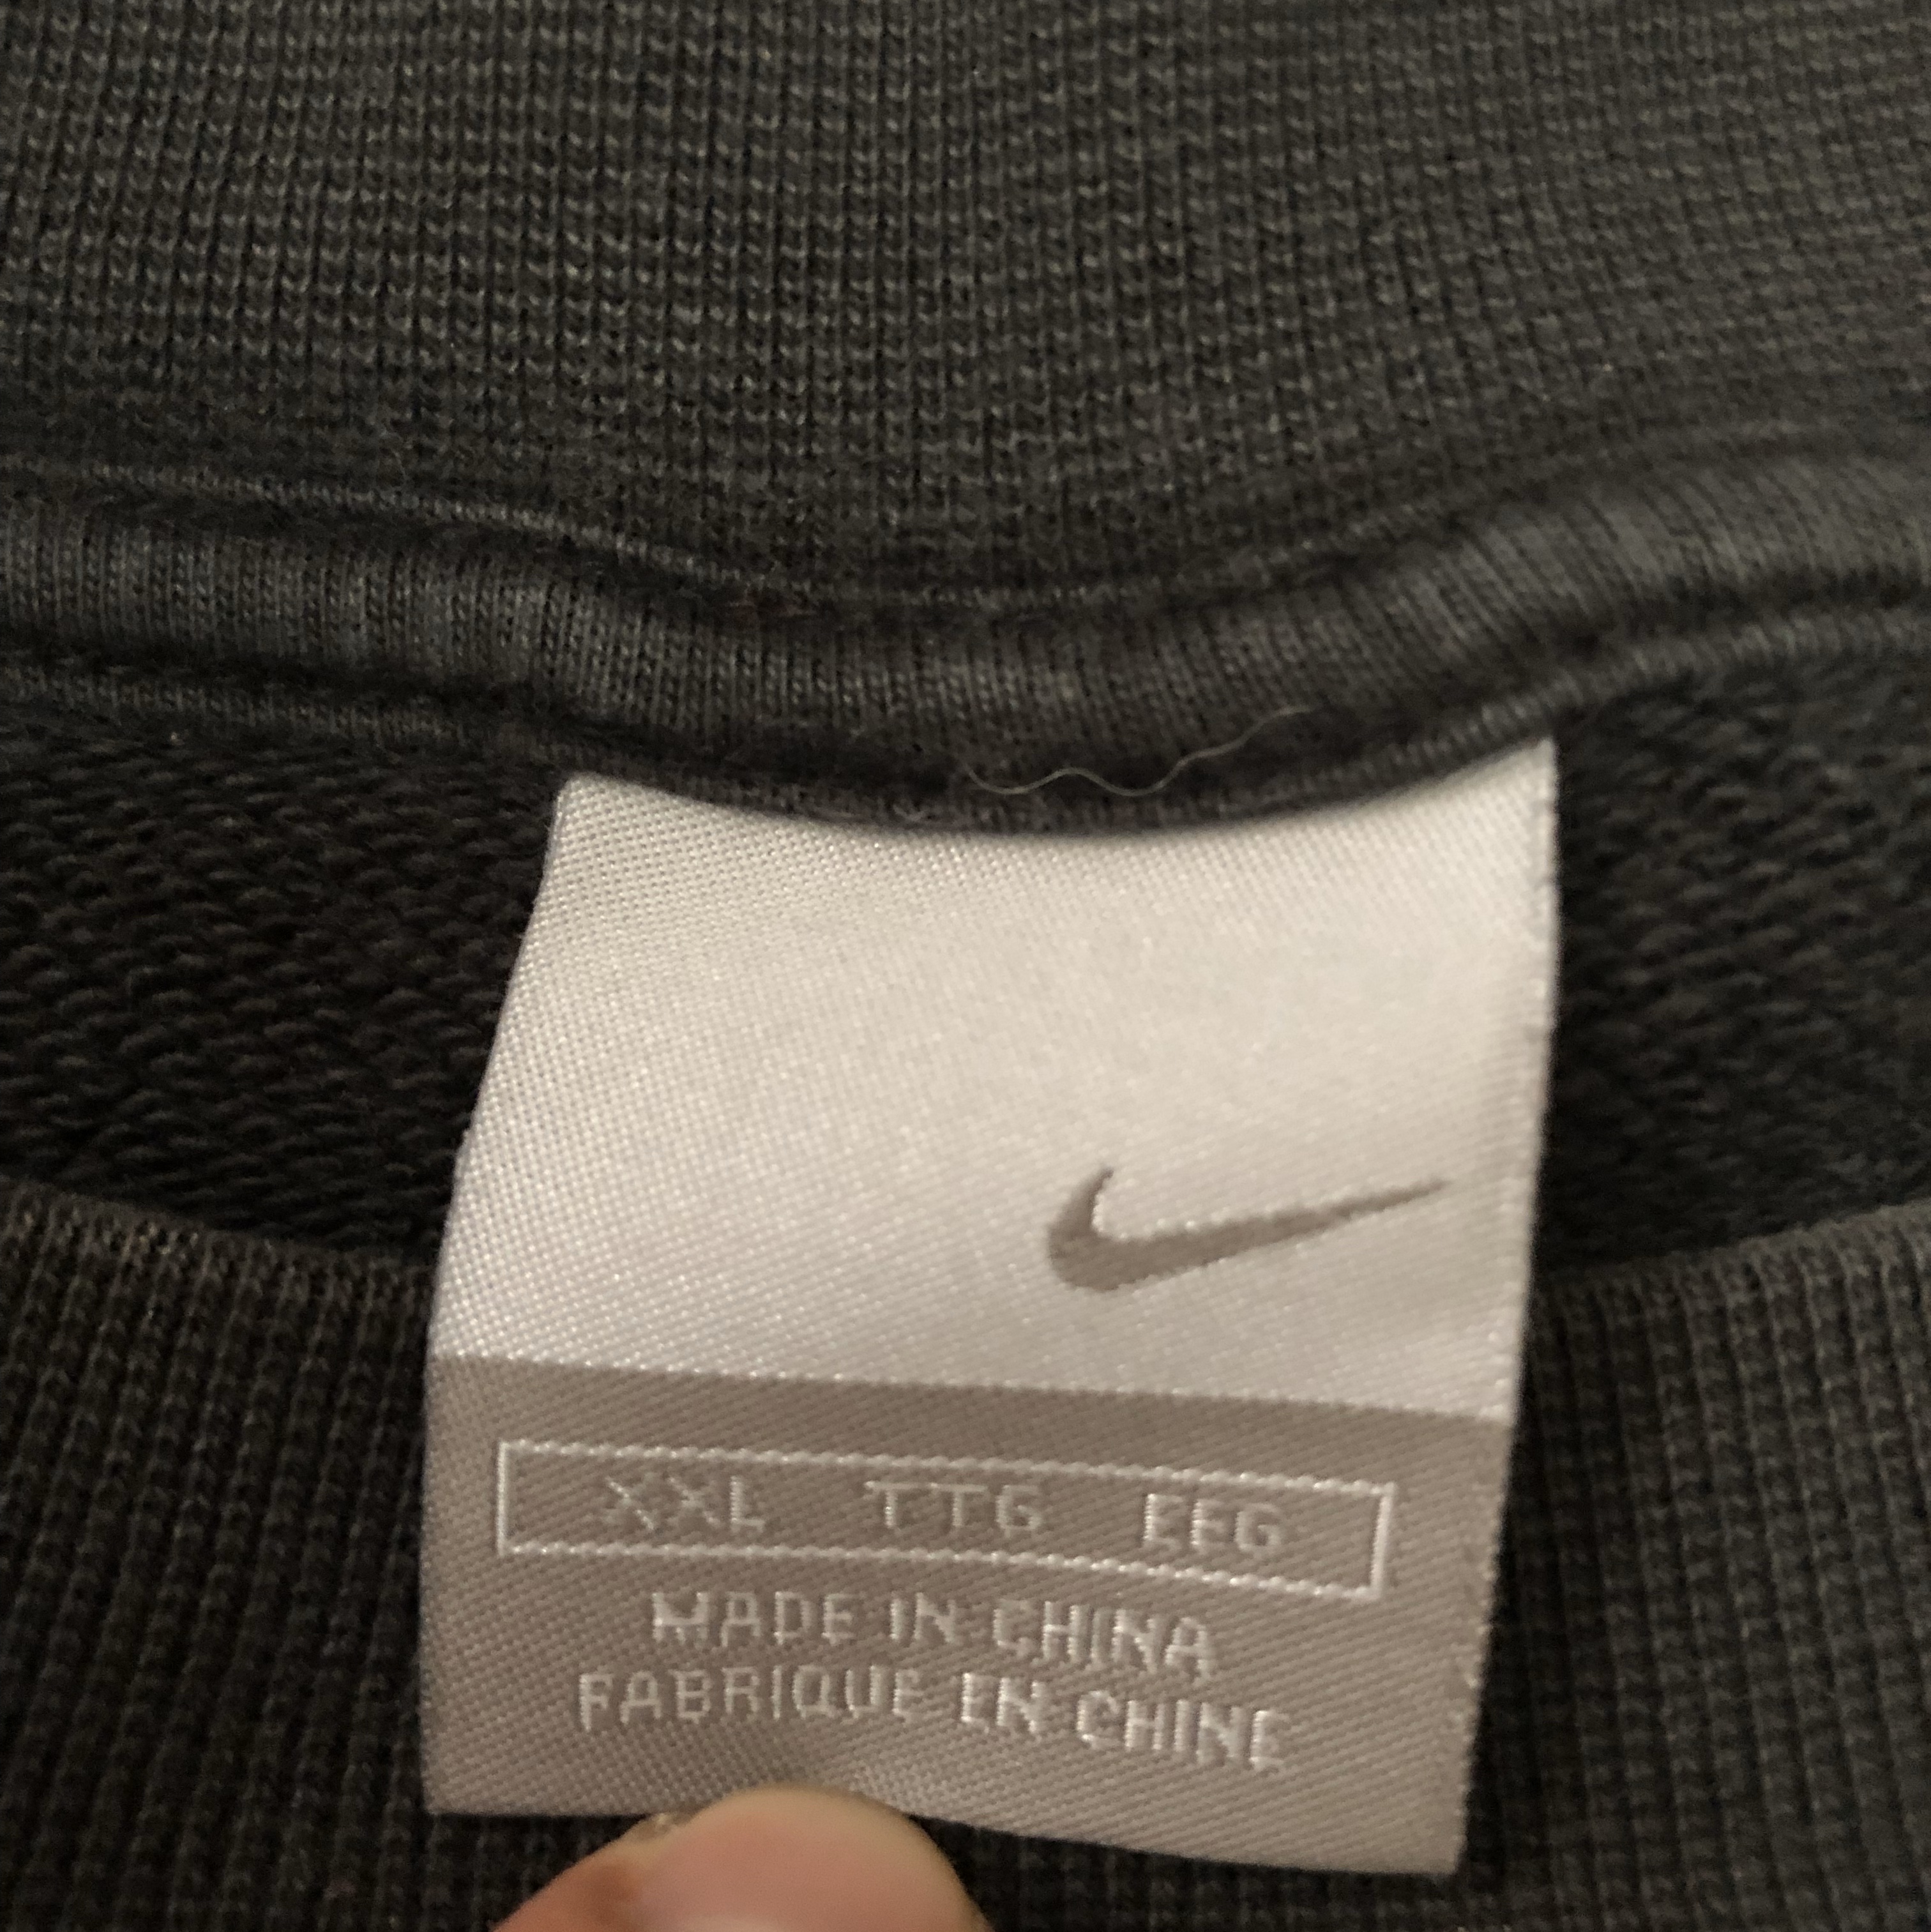 XXL TTG EEG
MADE IN CHINA
FABRIQUE EN CHINE